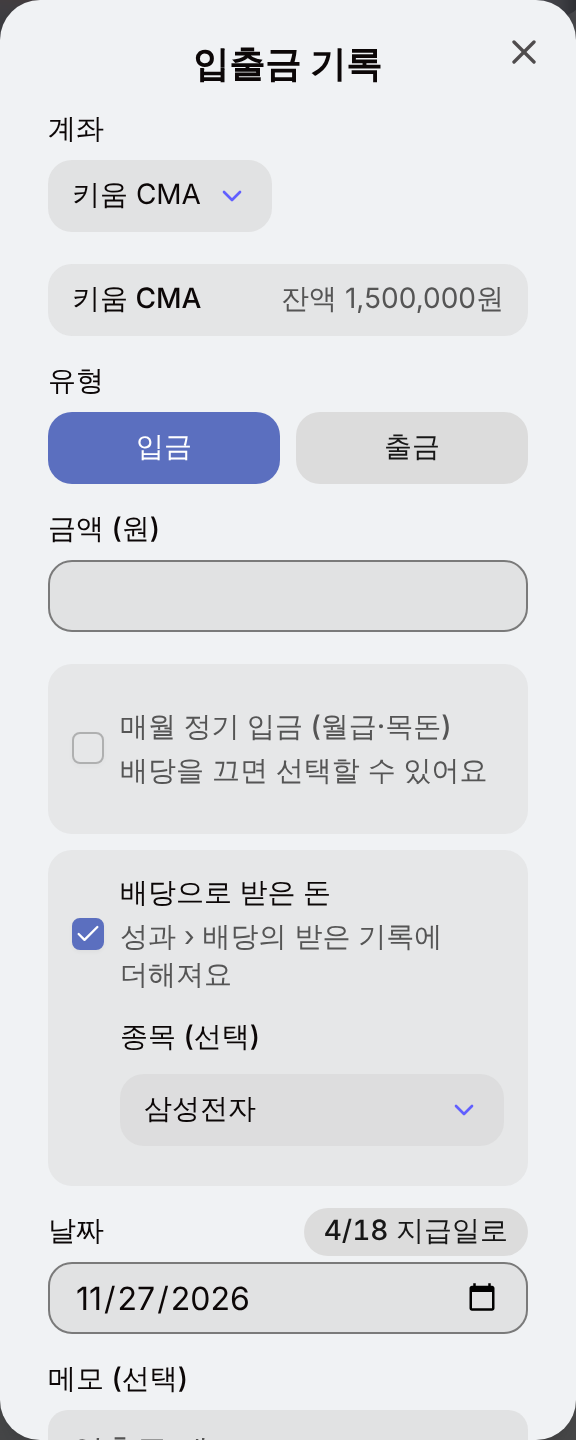 입출금 기록
계좌
키움 CMA
키움 CMA 잔액 1,500,000원
유형
입금 출금
금액 (원)
매월 정기 입금 (월급·목돈)
배당을 끄면 선택할 수 있어요
배당으로 받은 돈
성과 › 배당의 받은 기록에
더해져요
종목 (선택)
삼성전자
날짜 4/18 지급일로
11/27/2026
메모 (선택)